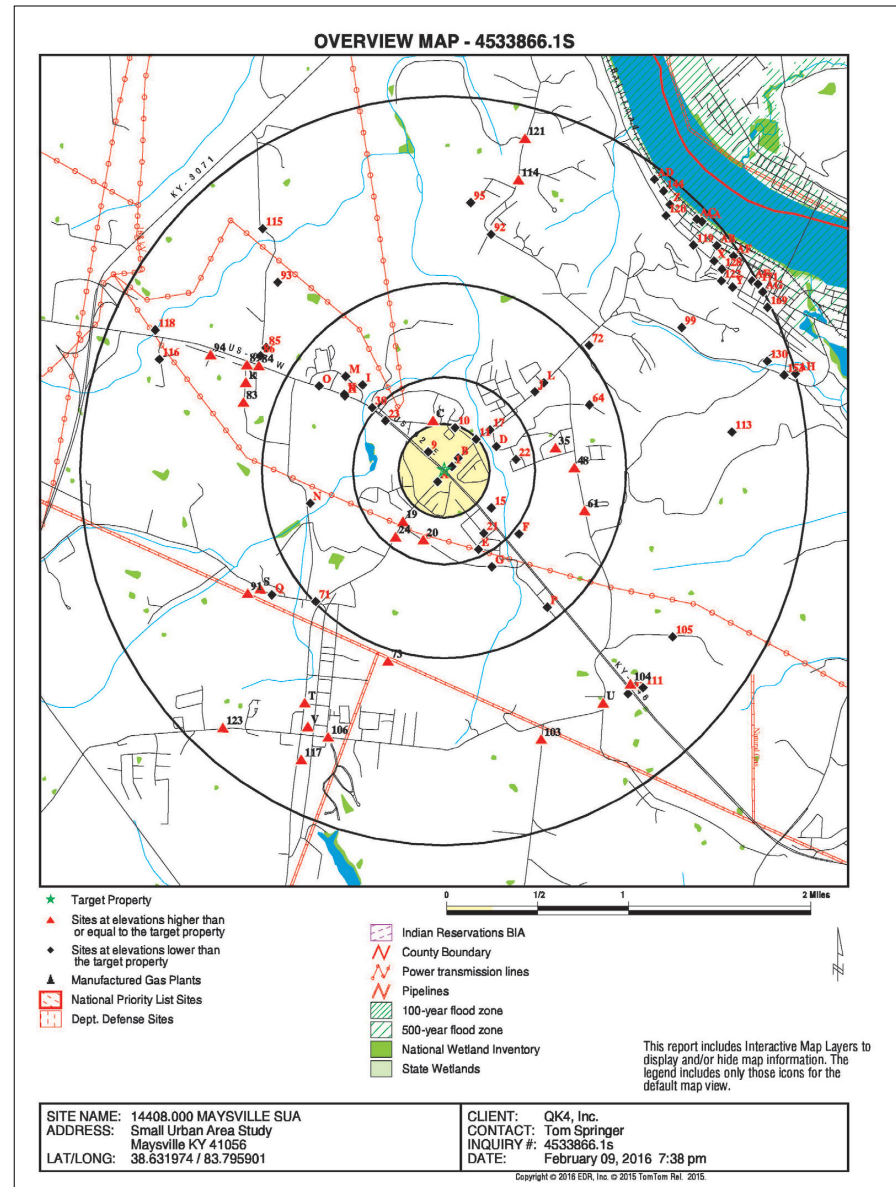 OVERVIEW MAP - 4533866.1S
121
114
95
92
115
93
118
116
94
85
84
K
83
M
I
O
36
23
C
10
11
17
D
22
9
B
L
J
72
64
35
48
61
99
113
130
AH
109
15
21
F
E
G
P
19
24
20
N
91
S
Q
71
73
105
104
111
U
103
T
V
106
117
123
KY-3071
Target Property
Sites at elevations higher than
or equal to the target property
Sites at elevations lower than
the target property
Manufactured Gas Plants
National Priority List Sites
Dept. Defense Sites
0 1/2 1 2 Miles
Indian Reservations BIA
County Boundary
Power transmission lines
Pipelines
100-year flood zone
500-year flood zone
National Wetland Inventory
State Wetlands
This report includes Interactive Map Layers to
display and/or hide map information. The
legend includes only those icons for the
default map view.
SITE NAME: 14408.000 MAYSVILLE SUA
ADDRESS: Small Urban Area Study
Maysville KY 41056
LAT/LONG: 38.631974 / 83.795901
CLIENT: QK4, Inc.
CONTACT: Tom Springer
INQUIRY #: 4533866.1s
DATE: February 09, 2016 7:38 pm
Copyright © 2016 EDR, Inc. © 2015 TomTom Rel. 2015.